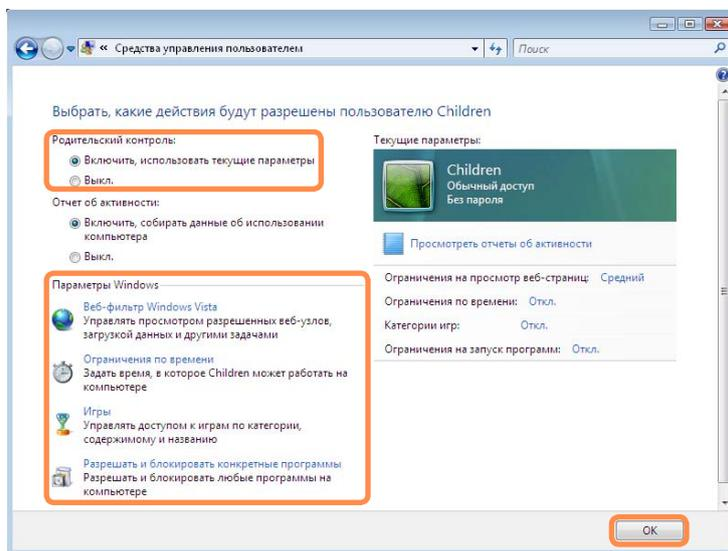 « Средства управления пользователем
Поиск
Выбрать, какие действия будут разрешены пользователю Children
Родительский контроль:
Включить, использовать текущие параметры
Выкл.
Отчет об активности:
Включить, собирать данные об использовании
компьютера
Выкл.
Параметры Windows
Веб-фильтр Windows Vista
Управлять просмотром разрешенных веб-узлов,
загрузкой данных и другими задачами
Ограничения по времени
Задать время, в которое Children может работать на
компьютере
Игры
Управлять доступом к играм по категории,
содержимому и названию
Разрешать и блокировать конкретные программы
Разрешать и блокировать любые программы на
компьютере
Текущие параметры:
Children
Обычный доступ
Без пароля
Просмотреть отчеты об активности
Ограничения на просмотр веб-страниц: Средний
Ограничения по времени: Откл.
Категории игр: Откл.
Ограничения на запуск программ: Откл.
OK